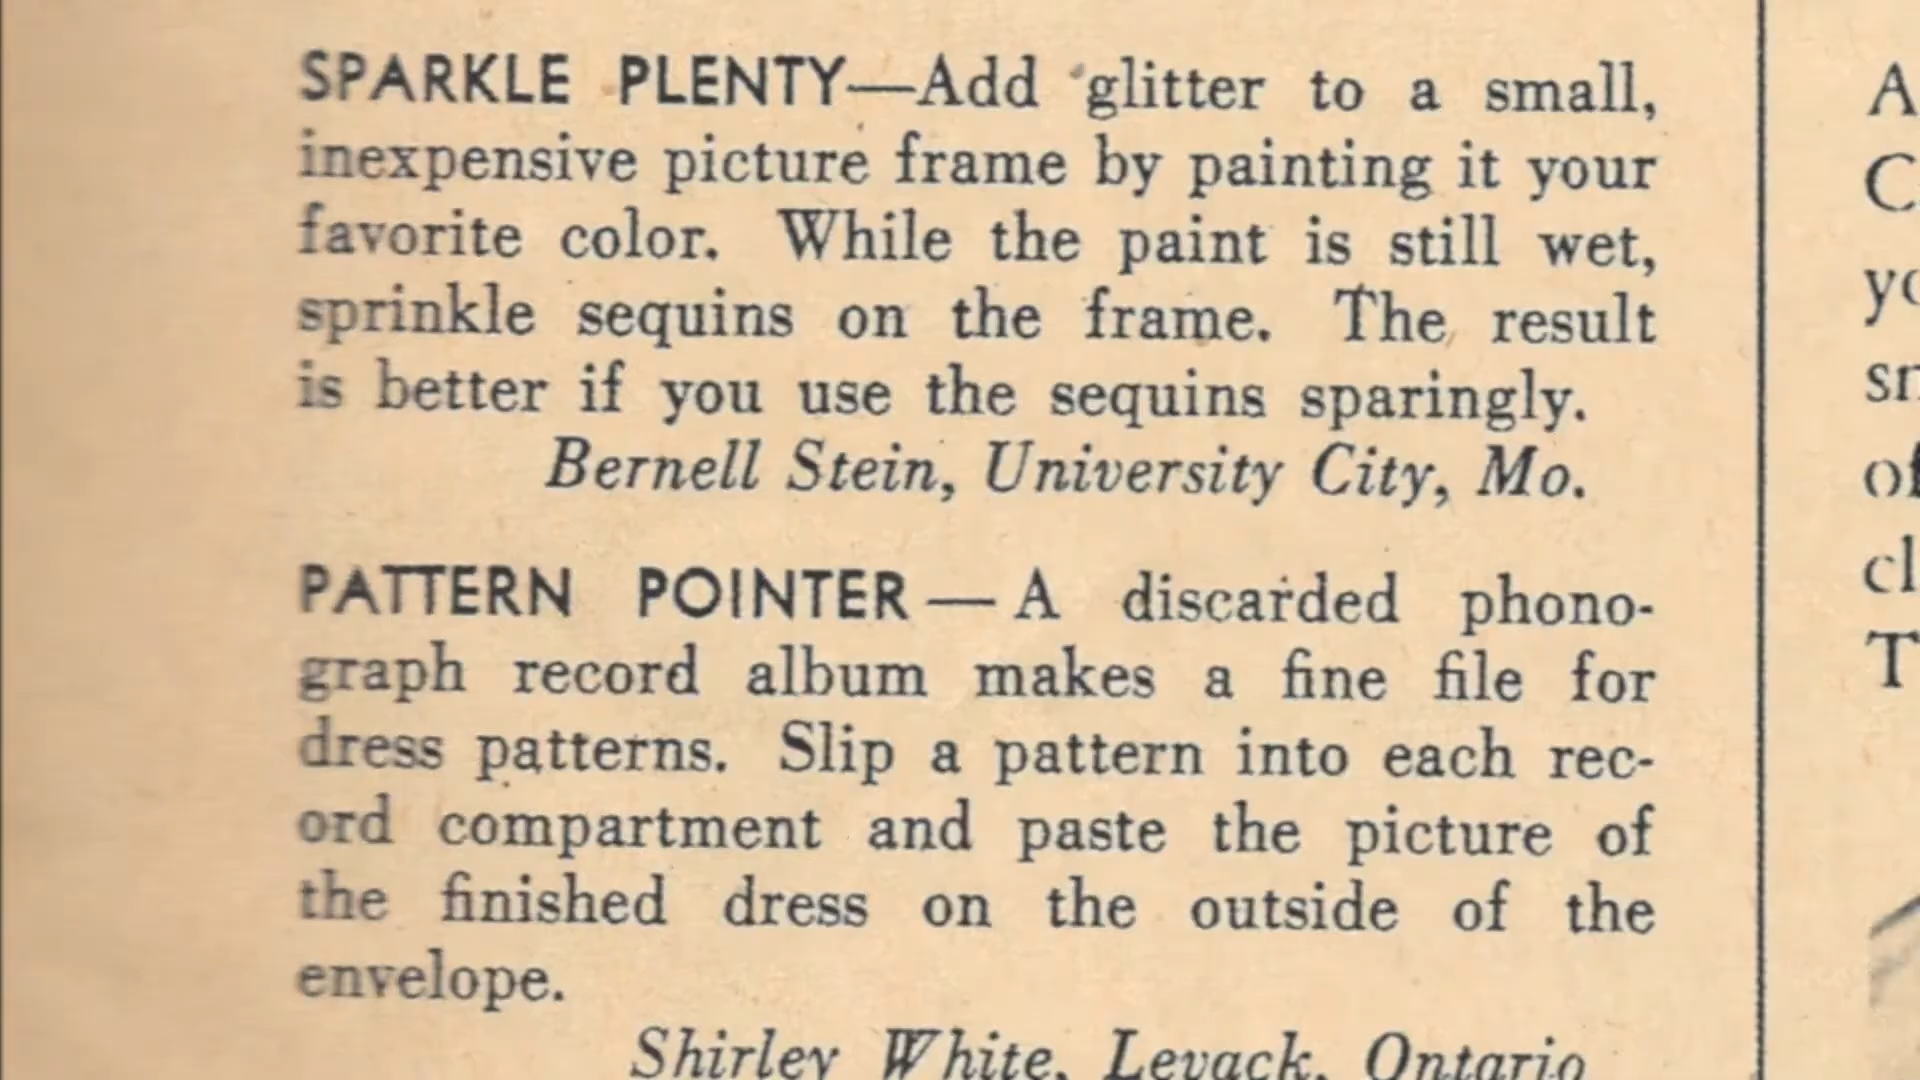 SPARKLE PLENTY—Add glitter to a small,
inexpensive picture frame by painting it your
favorite color. While the paint is still wet,
sprinkle sequins on the frame. The result
is better if you use the sequins sparingly.
Bernell Stein, University City, Mo.
PATTERN POINTER — A discarded phono-
graph record album makes a fine file for
dress patterns. Slip a pattern into each rec-
ord compartment and paste the picture of
the finished dress on the outside of the
envelope.
Shirley White, Levack, Ontario